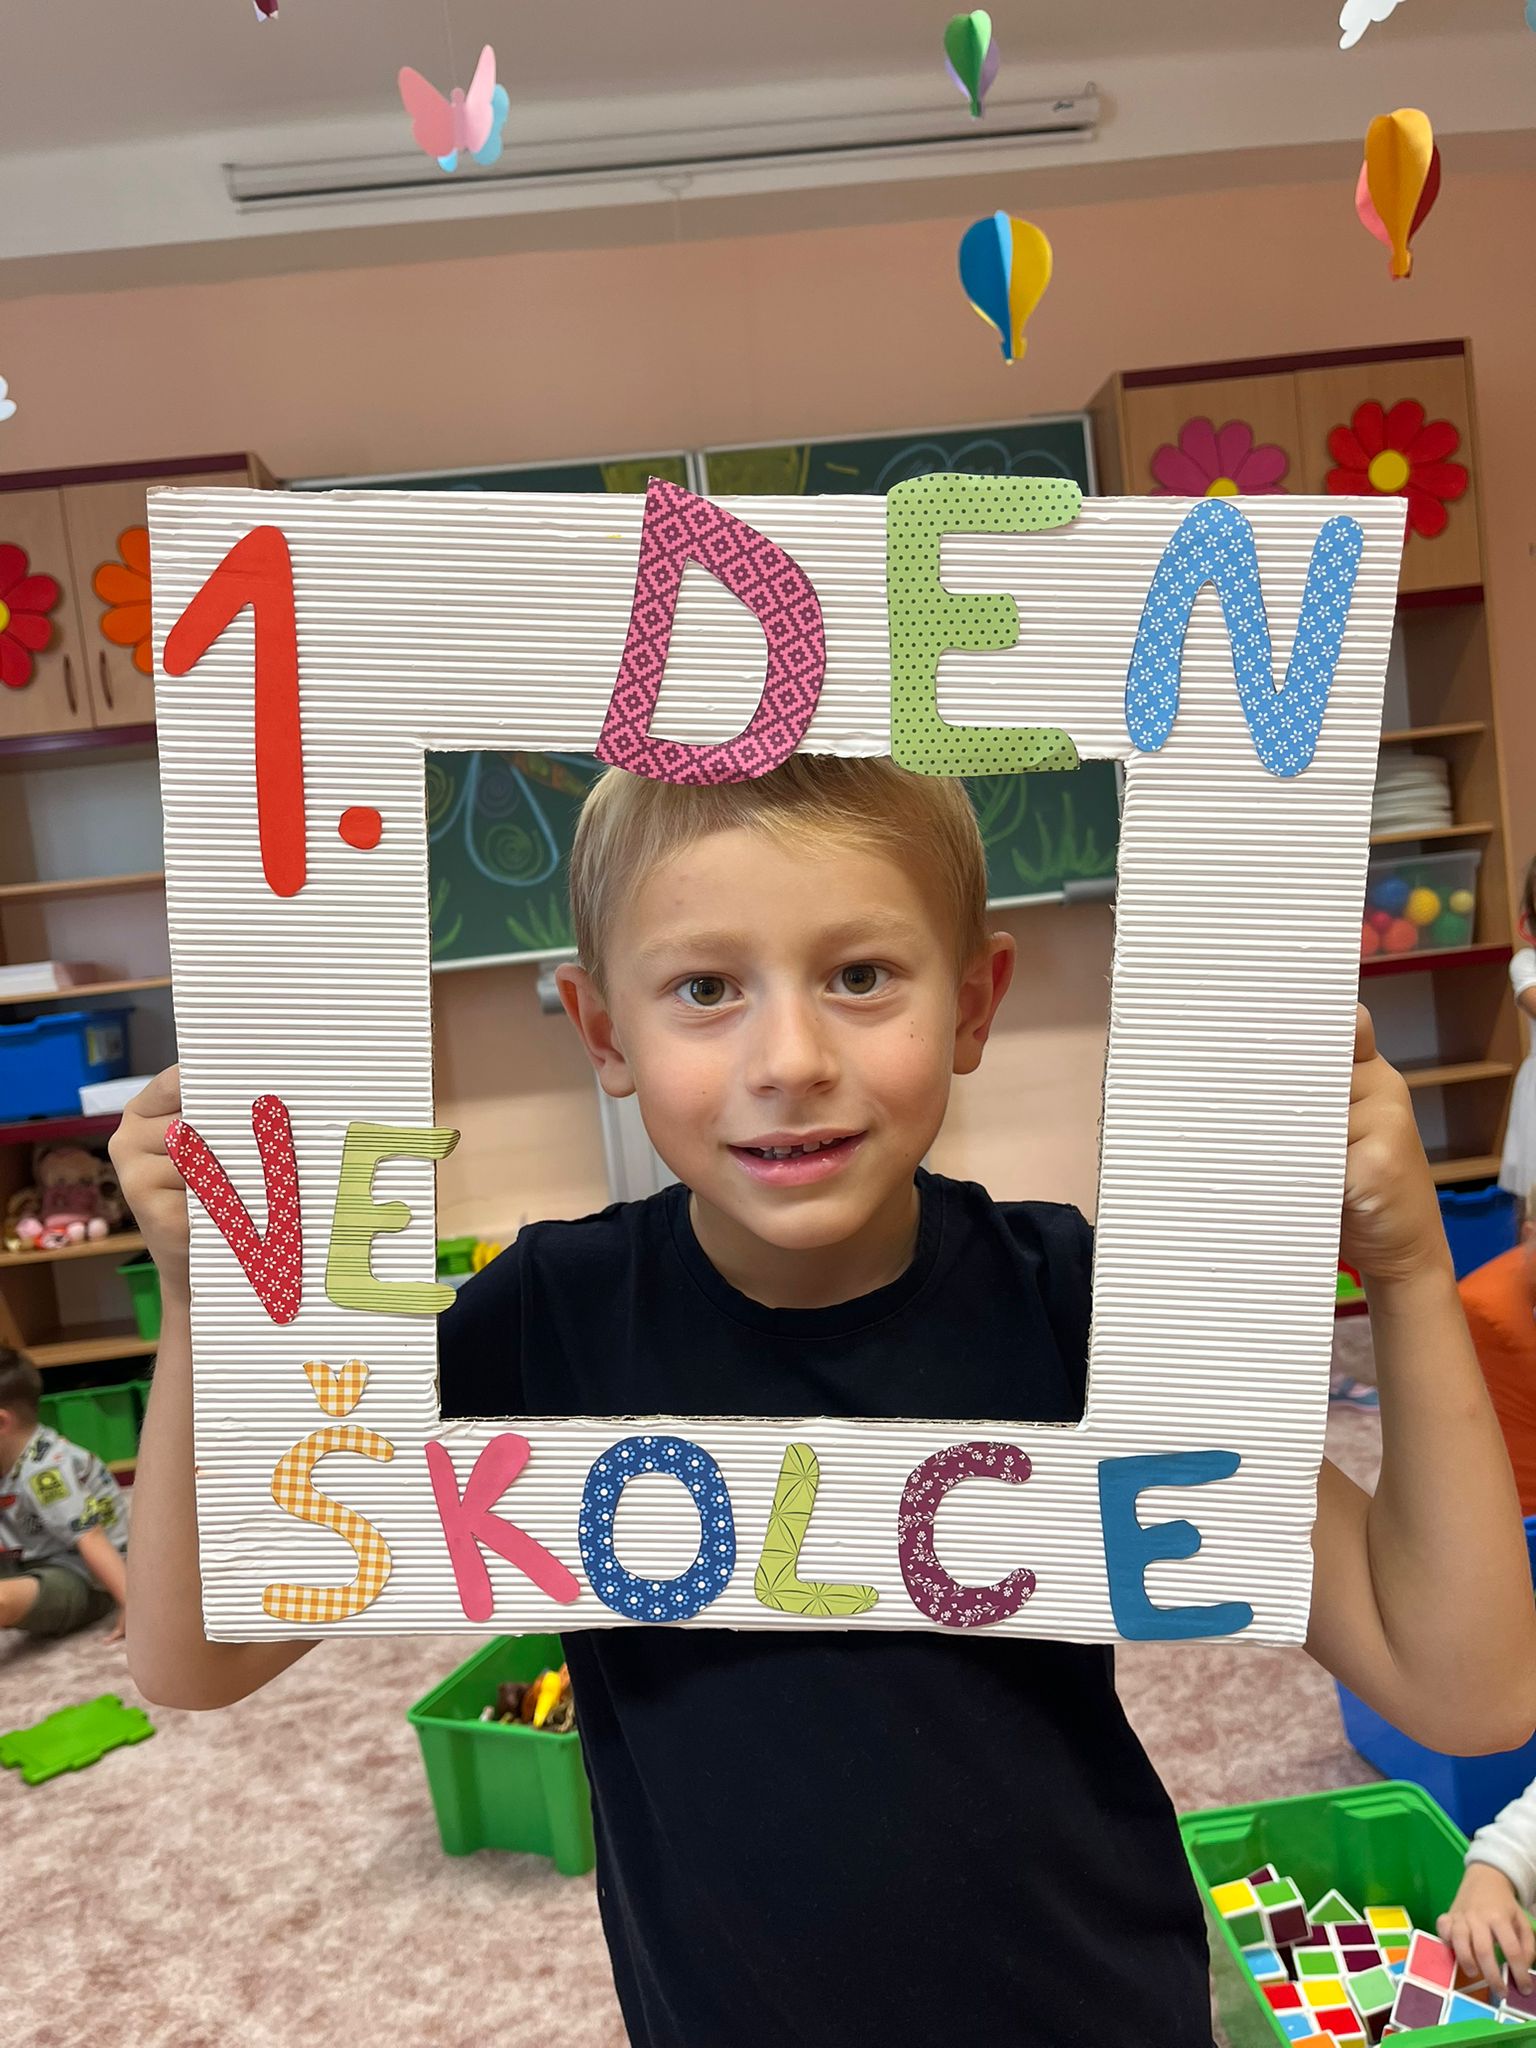 1. DEN
VE
ŠKOLCE